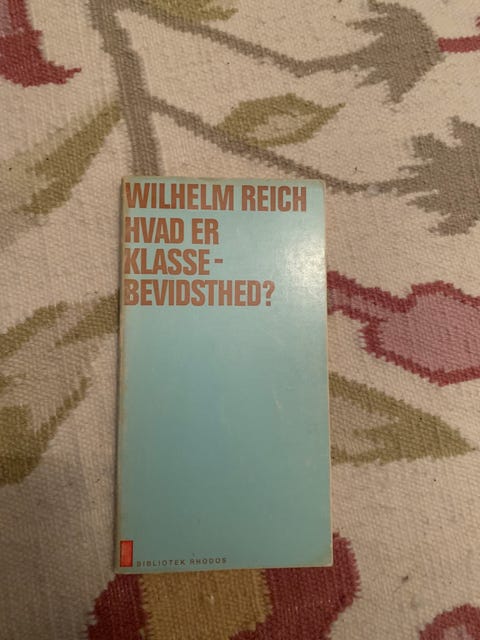 WILHELM REICH
HVAD ER
KLASSE-
BEVIDSTHED?
BIBLIOTEK RHODOS